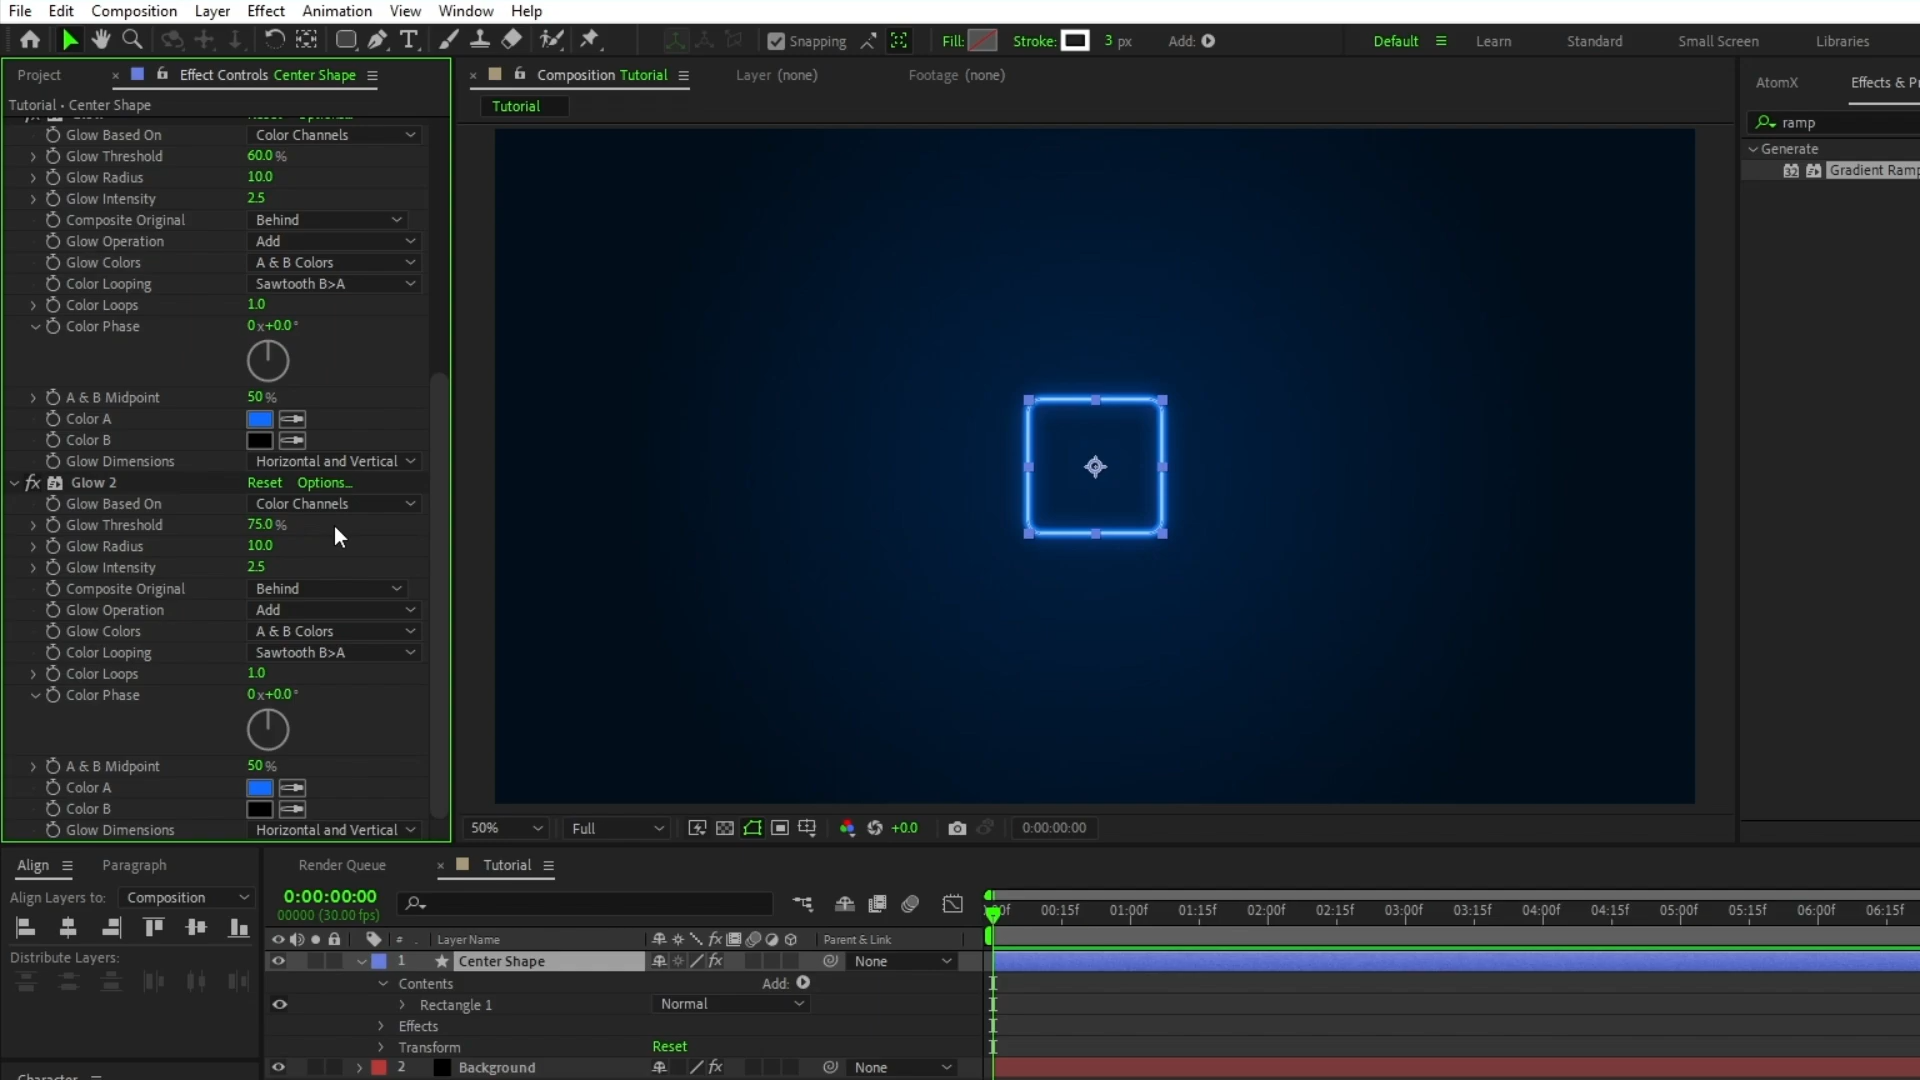 File Edit Composition Layer Effect Animation View Window Help
Snapping Fill: Stroke: 3 px Add: Default Learn Standard Small Screen Libraries
Project Effect Controls Center Shape
Tutorial • Center Shape
Glow Based On Color Channels
Glow Threshold 60.0 %
Glow Radius 10.0
Glow Intensity 2.5
Composite Original Behind
Glow Operation Add
Glow Colors A & B Colors
Color Looping Sawtooth B>A
Color Loops 1.0
Color Phase 0 x+0.0 °
A & B Midpoint 50 %
Color A
Color B
Glow Dimensions Horizontal and Vertical
fx Glow 2 Reset Options...
Glow Based On Color Channels
Glow Threshold 75.0 %
Glow Radius 10.0
Glow Intensity 2.5
Composite Original Behind
Glow Operation Add
Glow Colors A & B Colors
Color Looping Sawtooth B>A
Color Loops 1.0
Color Phase 0 x+0.0 °
A & B Midpoint 50 %
Color A
Color B
Glow Dimensions Horizontal and Vertical
Composition Tutorial Layer (none) Footage (none)
Tutorial
50% Full +0.0 0:00:00:00
AtomX Effects & Pr
ramp
Generate
32 Gradient Ramp
Align Paragraph
Align Layers to: Composition
Distribute Layers:
Render Queue Tutorial
0:00:00:00
00000 (30.00 fps)
00:15f 01:00f 01:15f 02:00f 02:15f 03:00f 03:15f 04:00f 04:15f 05:00f 05:15f 06:00f 06:15f
# Layer Name fx Parent & Link
1 Center Shape fx None
Contents Add:
Rectangle 1 Normal
Effects
Transform Reset
2 Background fx None